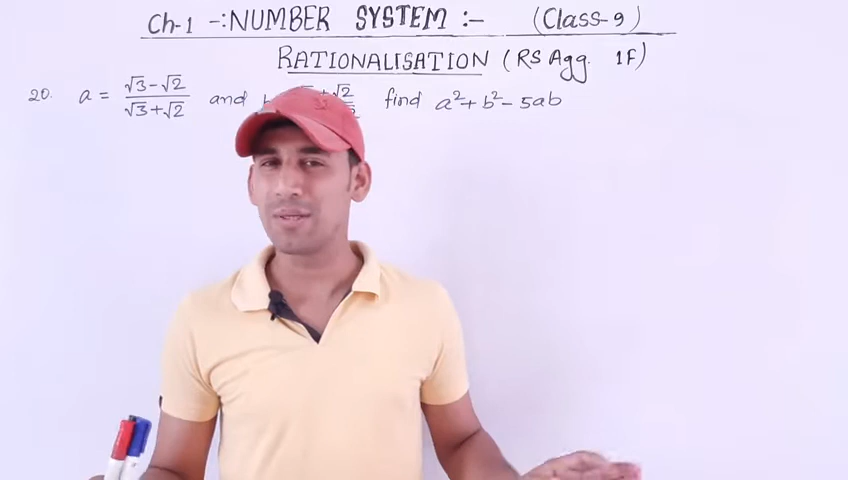 Ch-1 -:NUMBER SYSTEM :- (Class-9)
RATIONALISATION (RS Agg. 1F)
20. a = √3-√2 / √3+√2 and find a²+b²-5ab